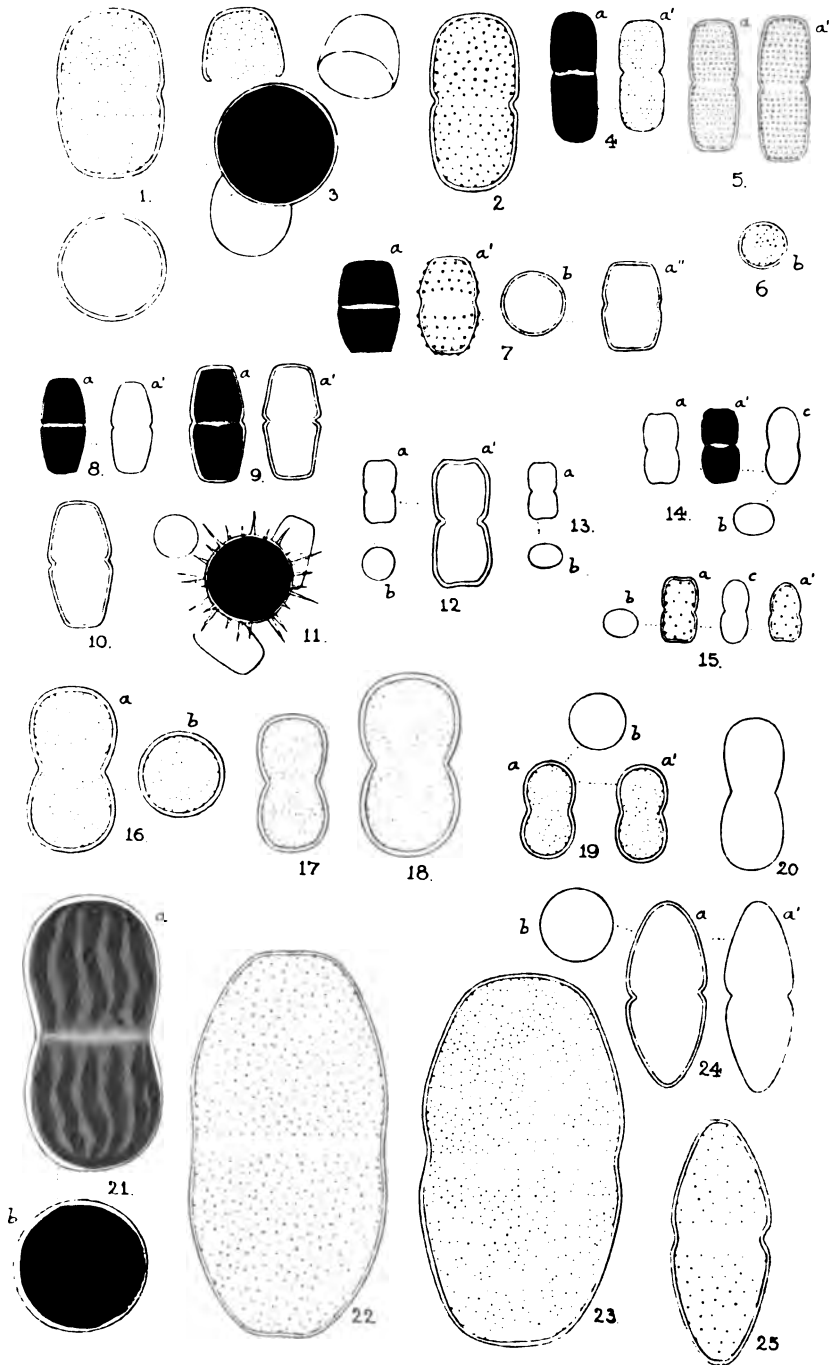 a a' a a'
1. 3 2 4 5.
b
6
a a' b a"
7
a a' a a'
8. 9.
a a' a
b 12 13. b
a a' c
14. b
10. 11.
b a c a'
15.
a b
16 17 18.
b
a a'
19 20
a
21.
b
22 23.
b a a'
24
25